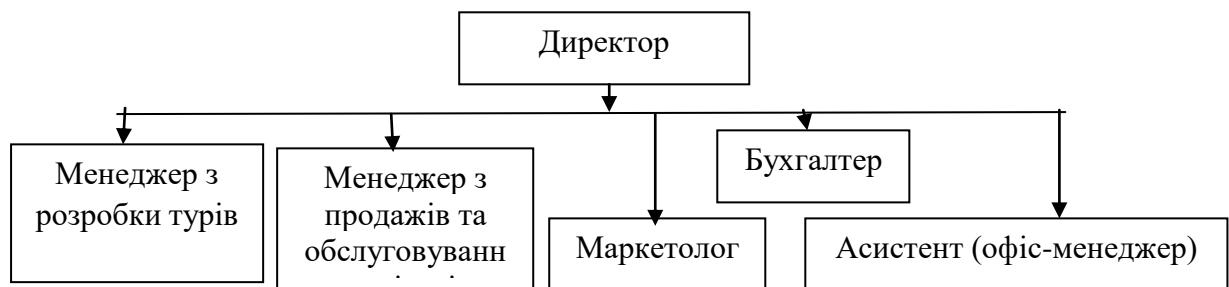 Директор
Менеджер з
розробки турів
Менеджер з
продажів та
обслуговуванн
Маркетолог
Бухгалтер
Асистент (офіс-менеджер)